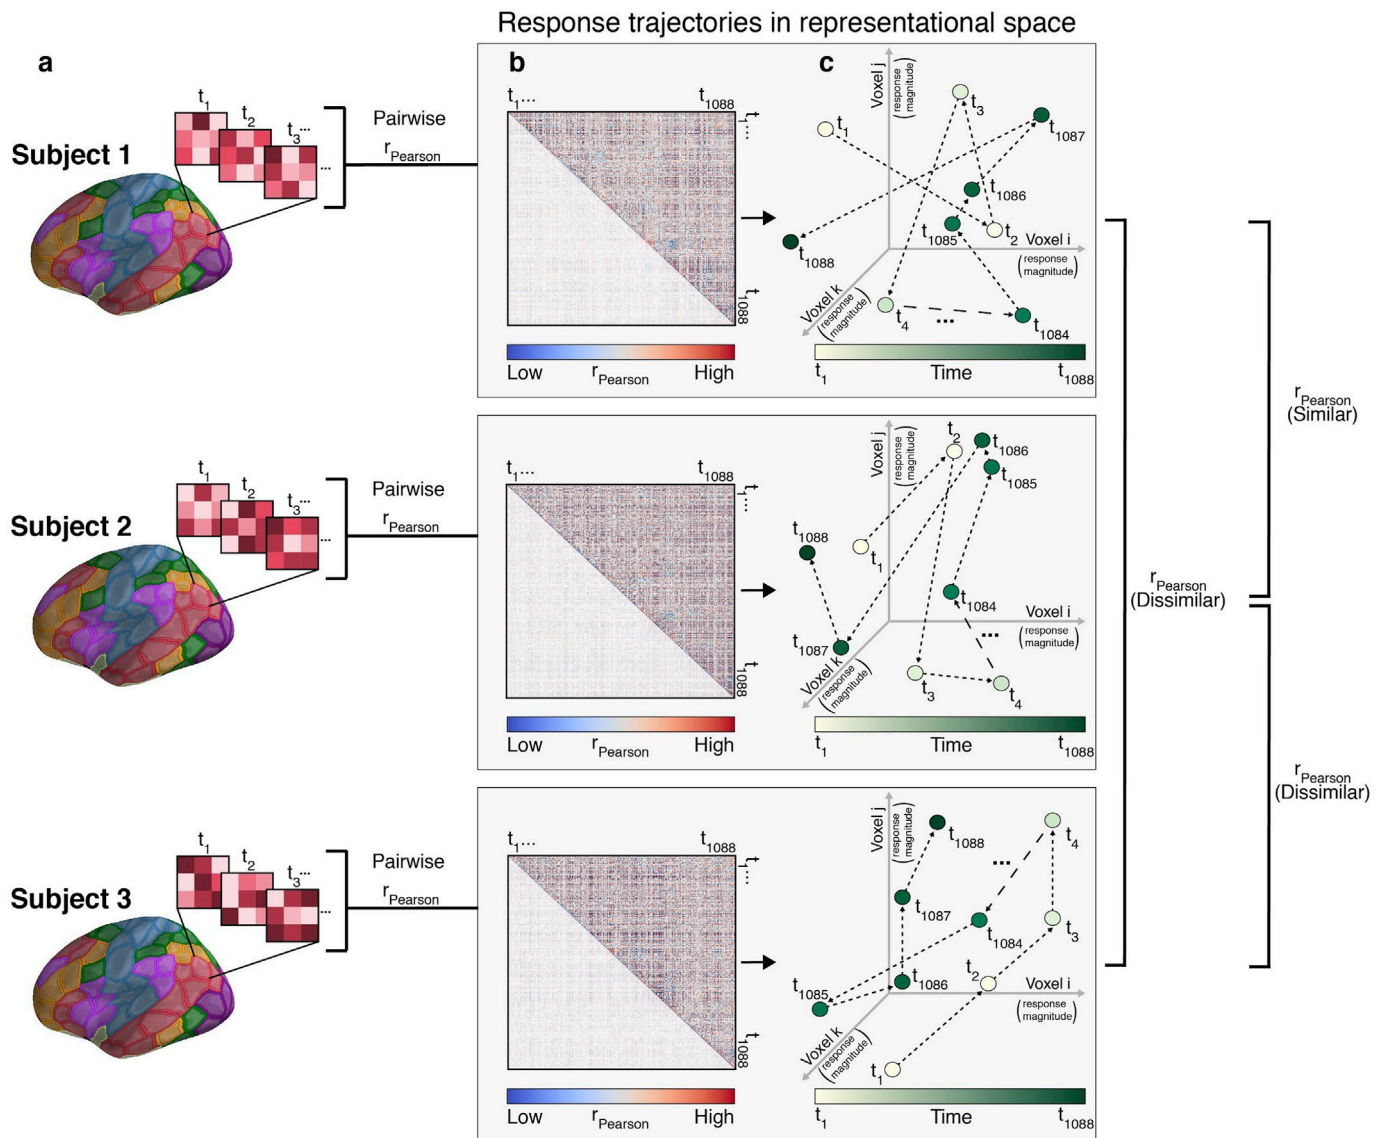 Response trajectories in representational space
a
b
c
Subject 1
t1
t2
t3...
...
Pairwise
rPearson
t1...
t1088
t1
...
t1088
Low
rPearson
High
Voxel j
(response magnitude)
Voxel i
(response magnitude)
Voxel k
(response magnitude)
t1
t2
t3
t4
...
t1084
t1085
t1086
t1087
t1088
t1
Time
t1088
Subject 2
t1
t2
t3...
...
Pairwise
rPearson
t1...
t1088
t1
...
t1088
Low
rPearson
High
Voxel j
(response magnitude)
Voxel i
(response magnitude)
Voxel k
(response magnitude)
t1
t2
t3
t4
...
t1084
t1085
t1086
t1087
t1088
t1
Time
t1088
Subject 3
t1
t2
t3...
...
Pairwise
rPearson
t1...
t1088
t1
...
t1088
Low
rPearson
High
Voxel j
(response magnitude)
Voxel i
(response magnitude)
Voxel k
(response magnitude)
t1
t2
t3
t4
...
t1084
t1085
t1086
t1087
t1088
t1
Time
t1088
rPearson
(Dissimilar)
rPearson
(Similar)
rPearson
(Dissimilar)